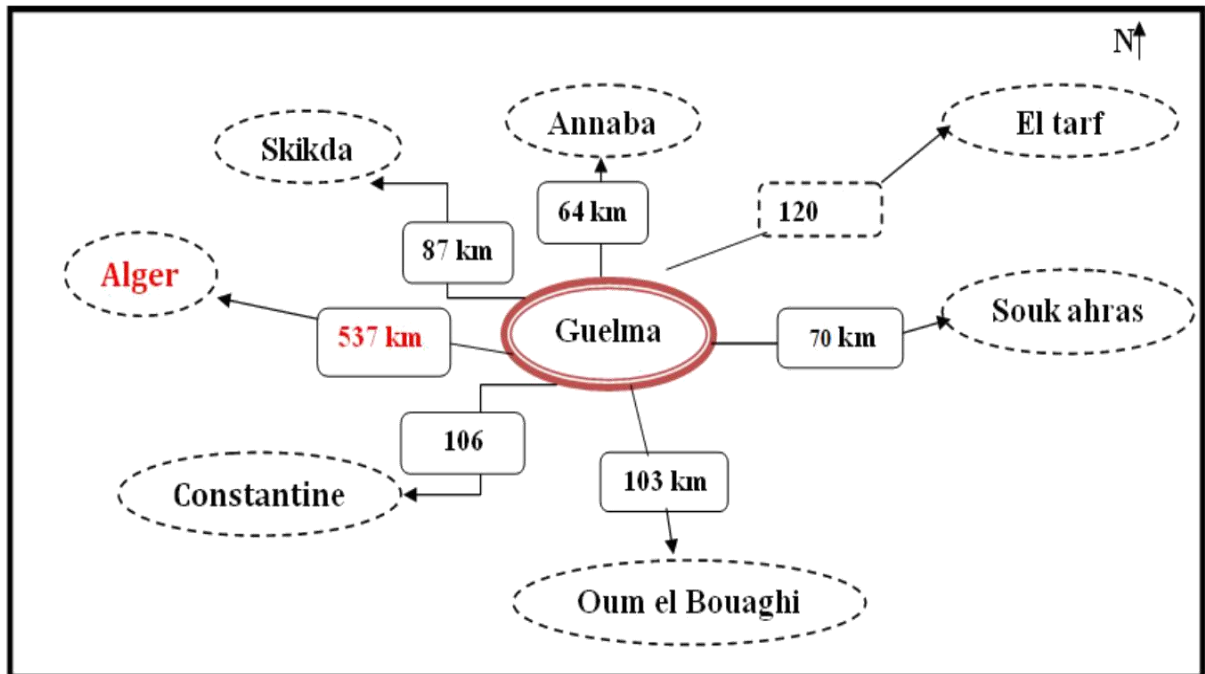 N
Annaba
El tarf
Skikda
64 km
120
87 km
Alger
Souk ahras
Guelma
537 km
70 km
106
103 km
Constantine
Oum el Bouaghi